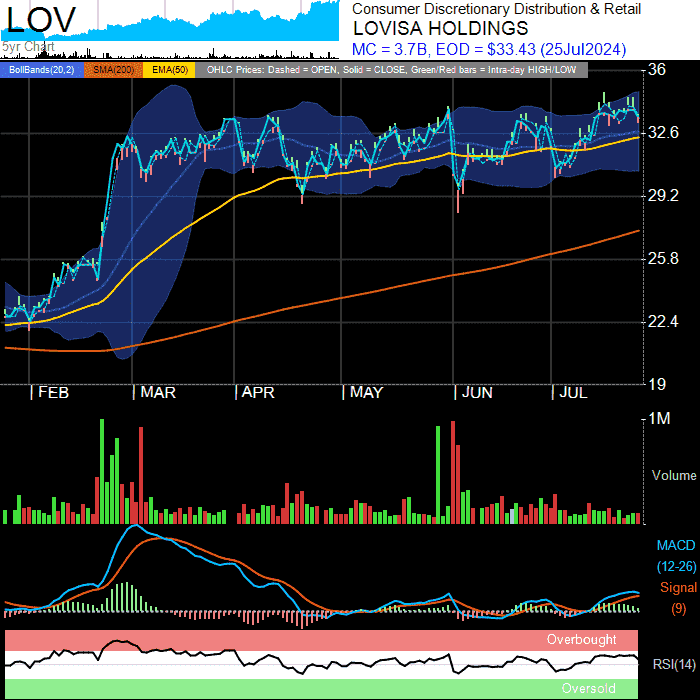 LOV
5yr Chart
Consumer Discretionary Distribution & Retail
LOVISA HOLDINGS
MC = 3.7B, EOD = $33.43 (25Jul2024)
BollBands(20,2) SMA(200) EMA(50) OHLC Prices: Dashed = OPEN, Solid = CLOSE, Green/Red bars = Intra-day HIGH/LOW
36
32.6
29.2
25.8
22.4
19
| FEB | MAR | APR | MAY | JUN | JUL
1M
Volume
MACD
(12-26)
Signal
(9)
Overbought
RSI(14)
Oversold